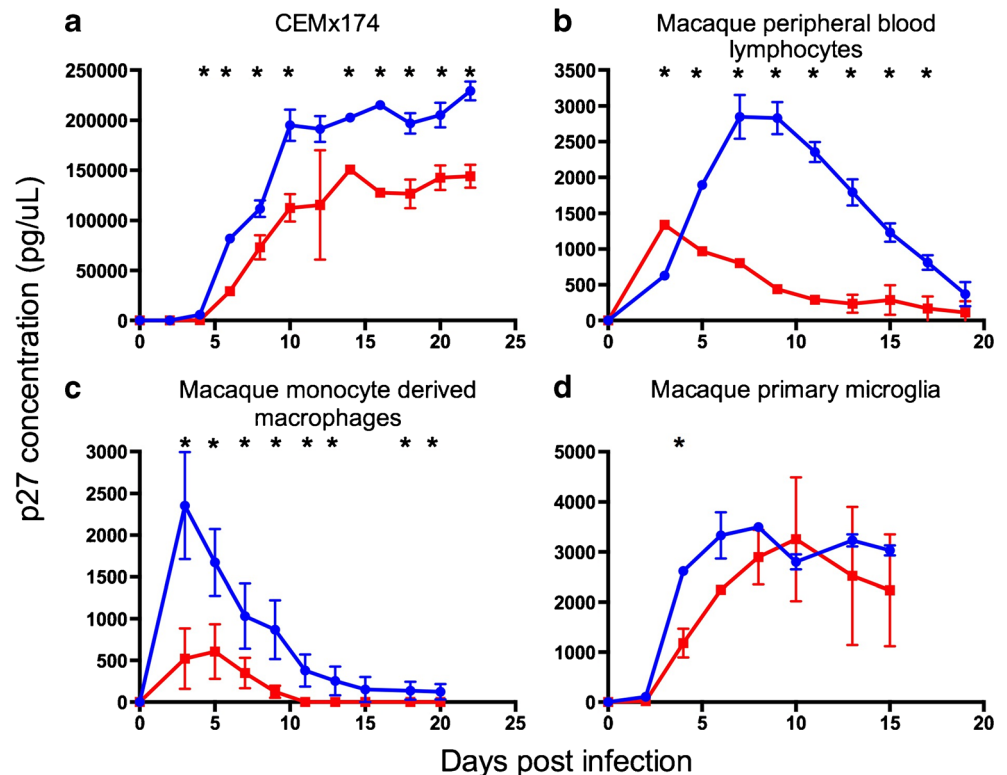 a
CEMx174
* * * * * * * * *
250000
200000
150000
100000
50000
0
0 5 10 15 20 25
b
Macaque peripheral blood
lymphocytes
* * * * * * * *
3500
3000
2500
2000
1500
1000
500
0
0 5 10 15 20
c
Macaque monocyte derived
macrophages
* * * * * * * *
3000
2500
2000
1500
1000
500
0
0 5 10 15 20 25
d
Macaque primary microglia
*
5000
4000
3000
2000
1000
0
0 5 10 15 20
p27 concentration (pg/uL)
Days post infection